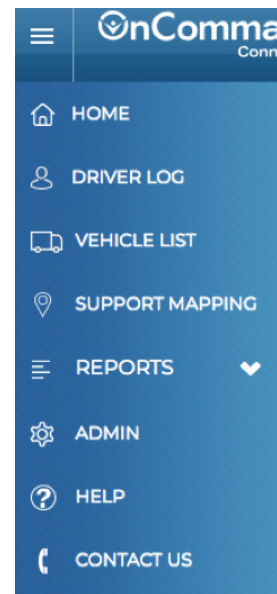 OnComma
Conn
HOME
DRIVER LOG
VEHICLE LIST
SUPPORT MAPPING
REPORTS
ADMIN
HELP
CONTACT US